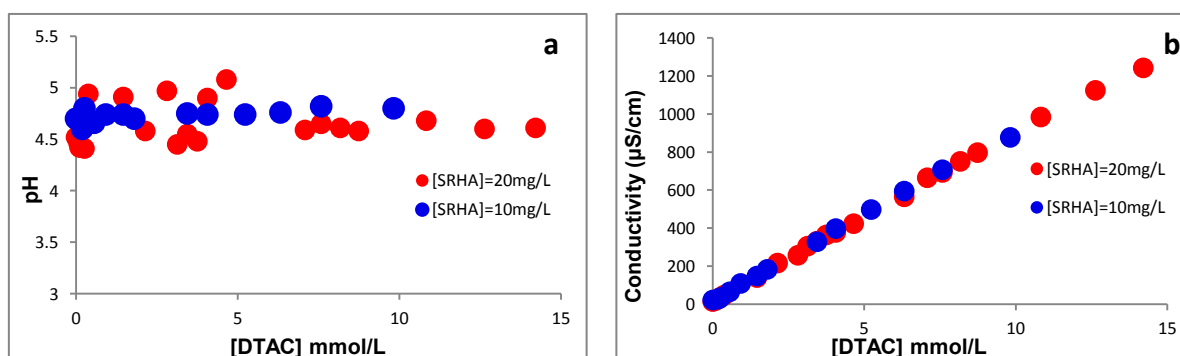 a
5.5
5
4.5
4
3.5
3
pH
0
5
10
15
[DTAC] mmol/L
[SRHA]=20mg/L
[SRHA]=10mg/L
b
1400
1200
1000
800
600
400
200
0
Conductivity (µS/cm)
0
5
10
15
[DTAC] mmol/L
[SRHA]=20mg/L
[SRHA]=10mg/L